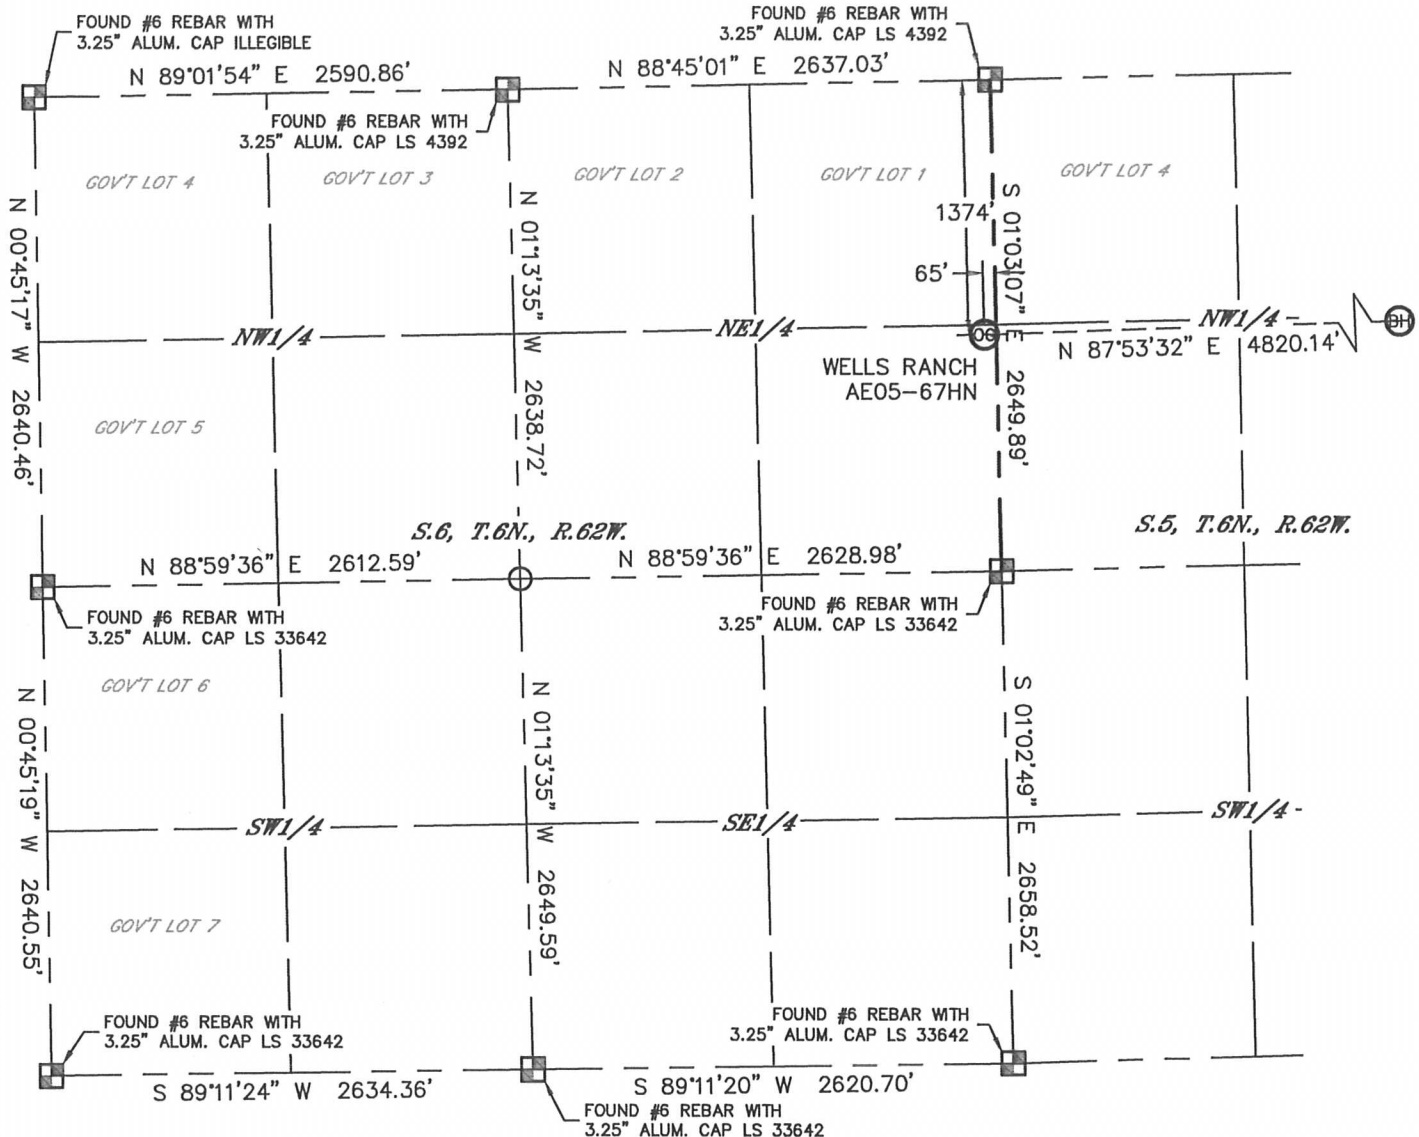 FOUND #6 REBAR WITH
3.25" ALUM. CAP ILLEGIBLE
FOUND #6 REBAR WITH
3.25" ALUM. CAP LS 4392
N 89°01'54" E 2590.86'
N 88°45'01" E 2637.03'
FOUND #6 REBAR WITH
3.25" ALUM. CAP LS 4392
GOV'T LOT 4
GOV'T LOT 3
GOV'T LOT 2
GOV'T LOT 1
GOV'T LOT 4
N 00°45'17" W 2640.46'
N 01°13'35" W 2638.72'
1374'
65'
S 01°03'07" E 2649.89'
NW1/4
NE1/4
NW1/4
OG
BH
N 87°53'32" E 4820.14'
WELLS RANCH
AE05-67HN
GOV'T LOT 5
S.6, T.6N., R.62W.
S.5, T.6N., R.62W.
N 88°59'36" E 2612.59'
N 88°59'36" E 2628.98'
FOUND #6 REBAR WITH
3.25" ALUM. CAP LS 33642
FOUND #6 REBAR WITH
3.25" ALUM. CAP LS 33642
GOV'T LOT 6
N 00°45'19" W 2640.55'
N 01°13'35" W 2649.59'
S 01°02'49" E 2658.52'
SW1/4
SE1/4
SW1/4
GOV'T LOT 7
FOUND #6 REBAR WITH
3.25" ALUM. CAP LS 33642
FOUND #6 REBAR WITH
3.25" ALUM. CAP LS 33642
S 89°11'24" W 2634.36'
S 89°11'20" W 2620.70'
FOUND #6 REBAR WITH
3.25" ALUM. CAP LS 33642